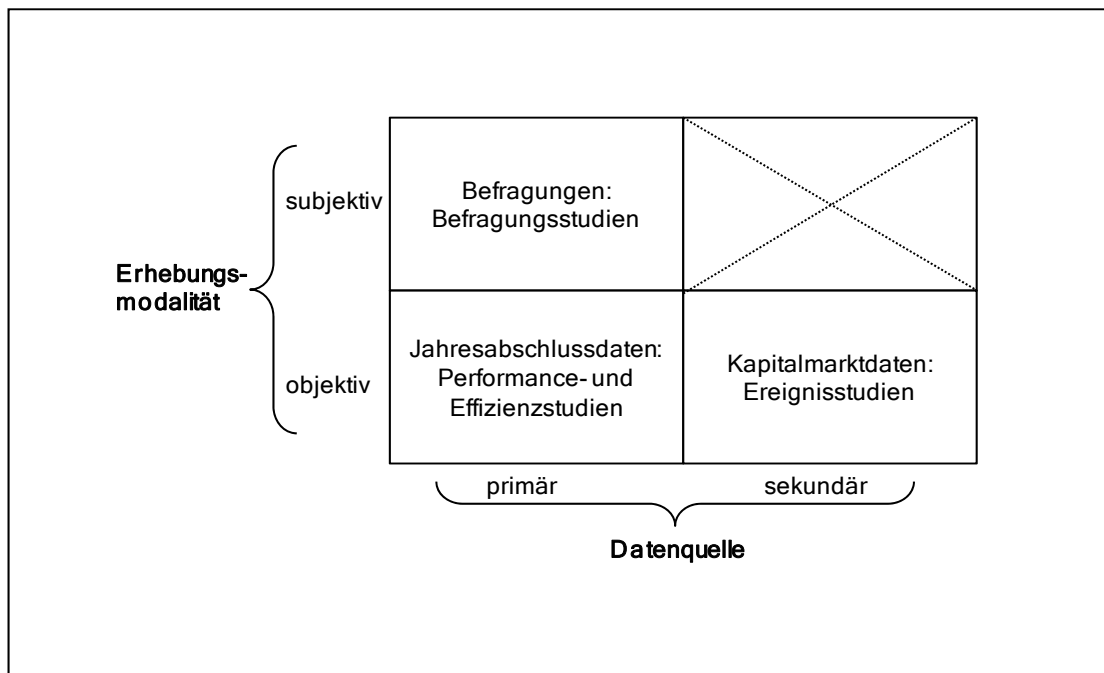 Befragungen:
Befragungsstudien
subjektiv
Erhebungs-
modalität
objektiv
Jahresabschlussdaten:
Performance- und
Effizienzstudien
Kapitalmarktdaten:
Ereignisstudien
primär
sekundär
Datenquelle